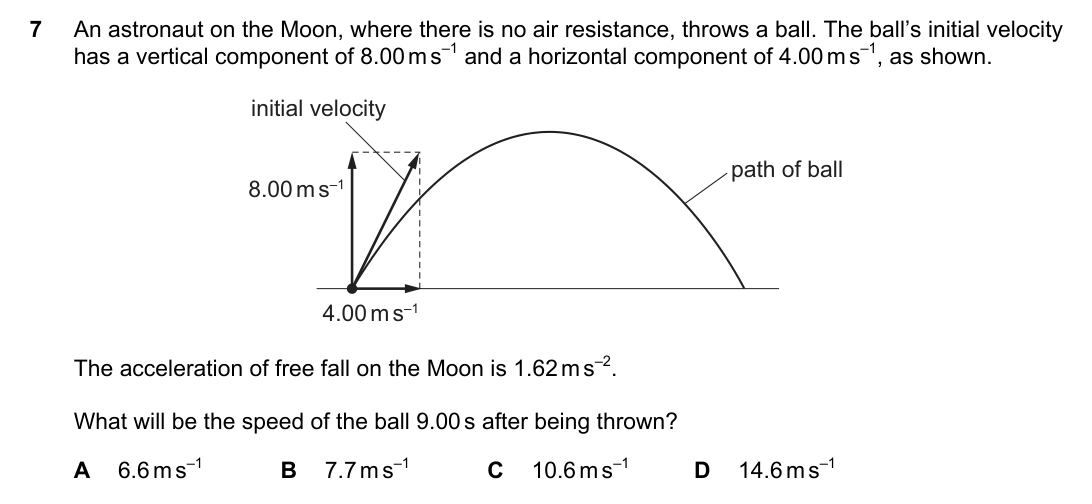 7 An astronaut on the Moon, where there is no air resistance, throws a ball. The ball's initial velocity
has a vertical component of 8.00 m s⁻¹ and a horizontal component of 4.00 m s⁻¹, as shown.
initial velocity
path of ball
8.00 m s⁻¹
4.00 m s⁻¹
The acceleration of free fall on the Moon is 1.62 m s⁻².
What will be the speed of the ball 9.00 s after being thrown?
A 6.6 m s⁻¹ B 7.7 m s⁻¹ C 10.6 m s⁻¹ D 14.6 m s⁻¹